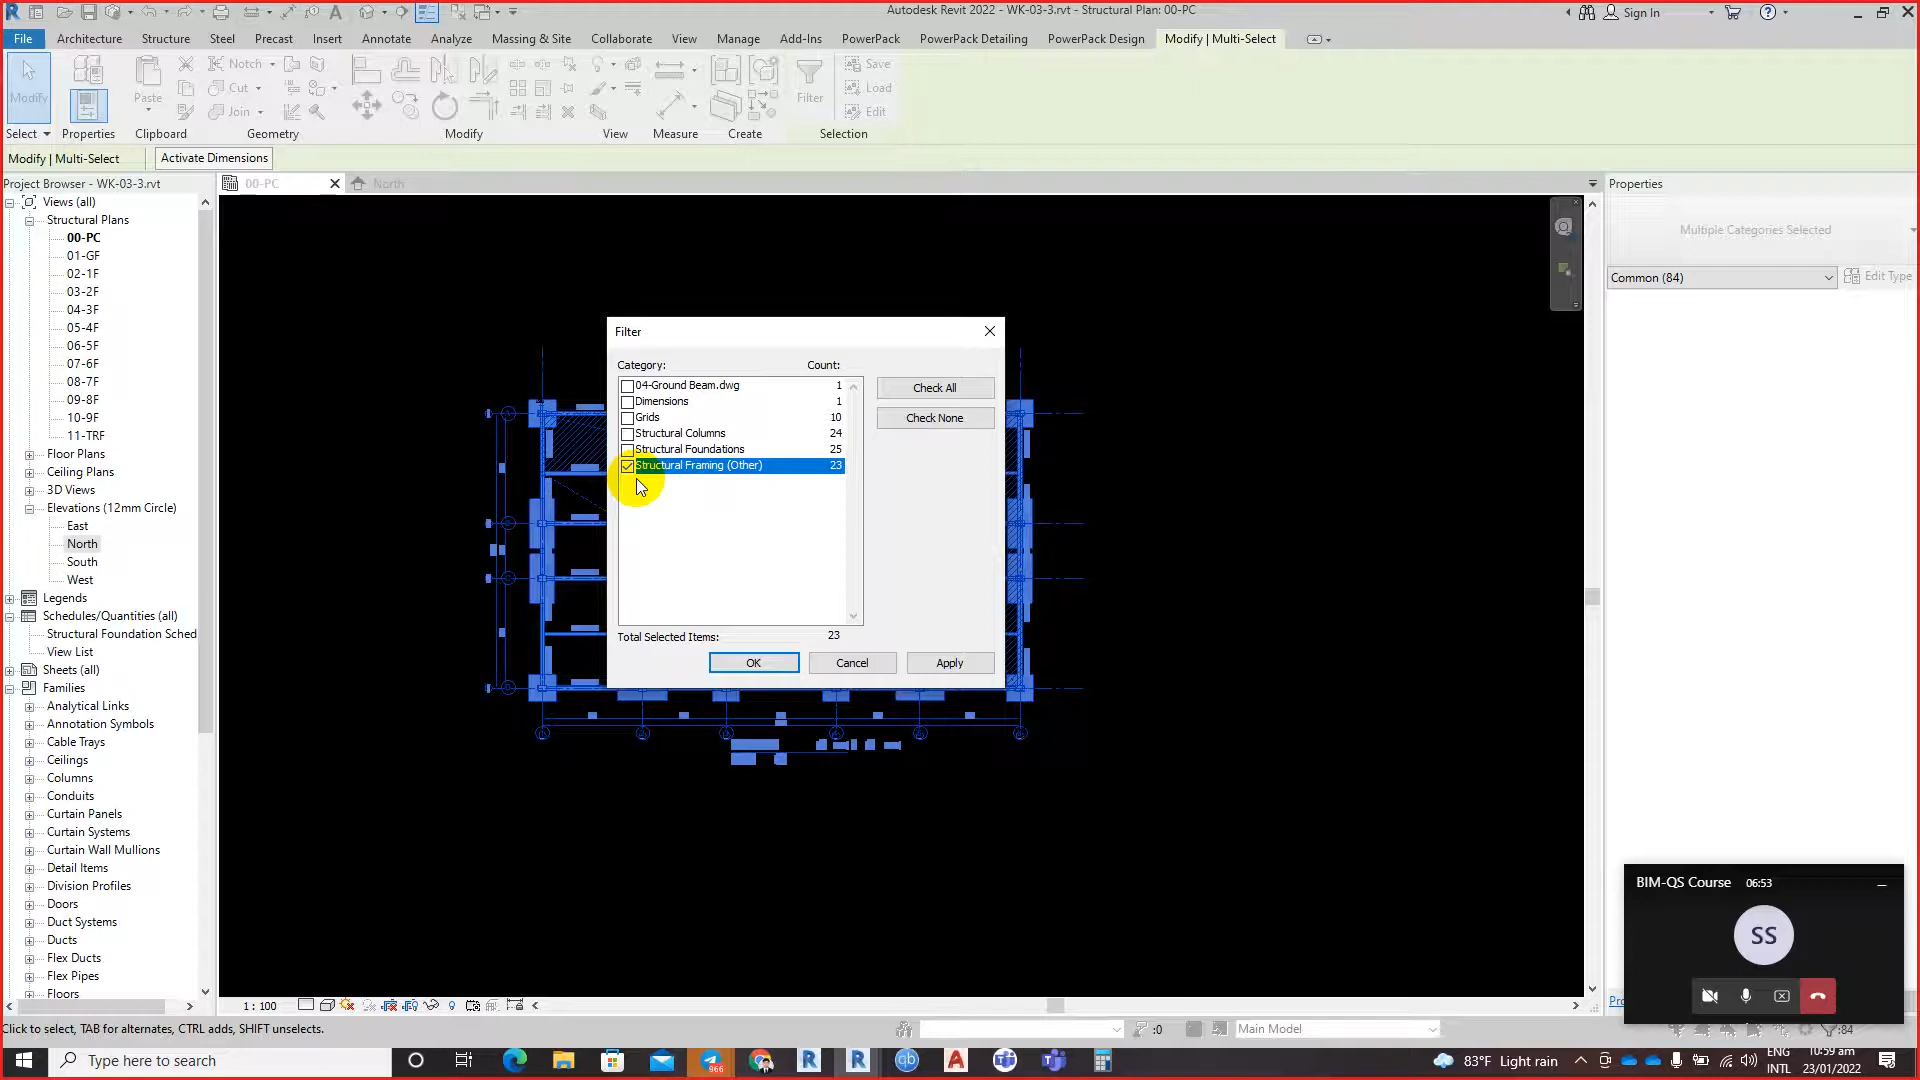 Autodesk Revit 2022 - WK-03-3.rvt - Structural Plan: 00-PC
Sign In
File Architecture Structure Steel Precast Insert Annotate Analyze Massing & Site Collaborate View Manage Add-Ins PowerPack PowerPack Detailing PowerPack Design Modify | Multi-Select
Modify
Paste
Notch
Cut
Join
Filter
Save
Load
Edit
Select Properties Clipboard Geometry Modify View Measure Create Selection
Modify | Multi-Select Activate Dimensions
Project Browser - WK-03-3.rvt
00-PC
North
Properties
Views (all)
Structural Plans
00-PC
01-GF
02-1F
03-2F
04-3F
05-4F
06-5F
07-6F
08-7F
09-8F
10-9F
11-TRF
Floor Plans
Ceiling Plans
3D Views
Elevations (12mm Circle)
East
North
South
West
Legends
Schedules/Quantities (all)
Structural Foundation Sched
View List
Sheets (all)
Families
Analytical Links
Annotation Symbols
Cable Trays
Ceilings
Columns
Conduits
Curtain Panels
Curtain Systems
Curtain Wall Mullions
Detail Items
Division Profiles
Doors
Duct Systems
Ducts
Flex Ducts
Flex Pipes
Floors
Filter
Category: Count:
04-Ground Beam.dwg 1
Dimensions 1
Grids 10
Structural Columns 24
Structural Foundations 25
Structural Framing (Other) 23
Check All
Check None
Total Selected Items: 23
OK Cancel Apply
Multiple Categories Selected
Common (84) Edit Type
BIM-QS Course 06:53
SS
1 : 100
Click to select, TAB for alternates, CTRL adds, SHIFT unselects.
:0
Main Model
:84
Type here to search
966
83°F Light rain
ENG
INTL
10:59 am
23/01/2022